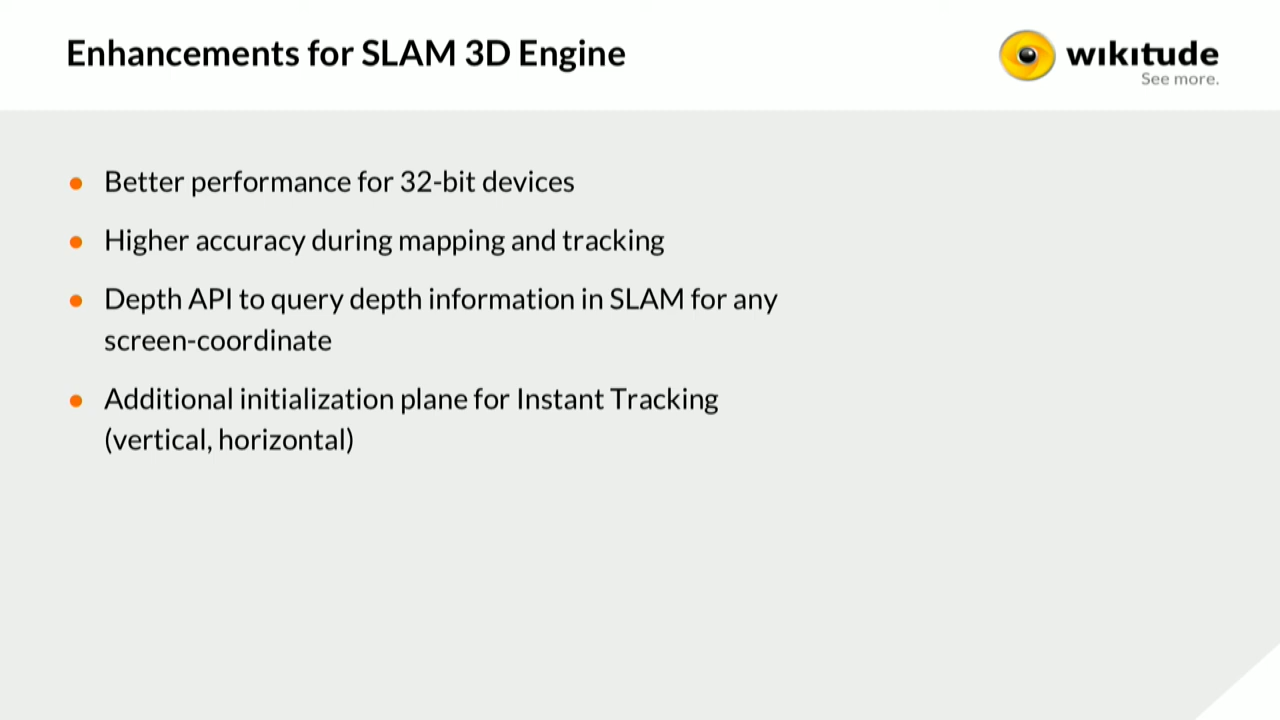 Enhancements for SLAM 3D Engine
wikitude
See more.
● Better performance for 32-bit devices
● Higher accuracy during mapping and tracking
● Depth API to query depth information in SLAM for any
screen-coordinate
● Additional initialization plane for Instant Tracking
(vertical, horizontal)